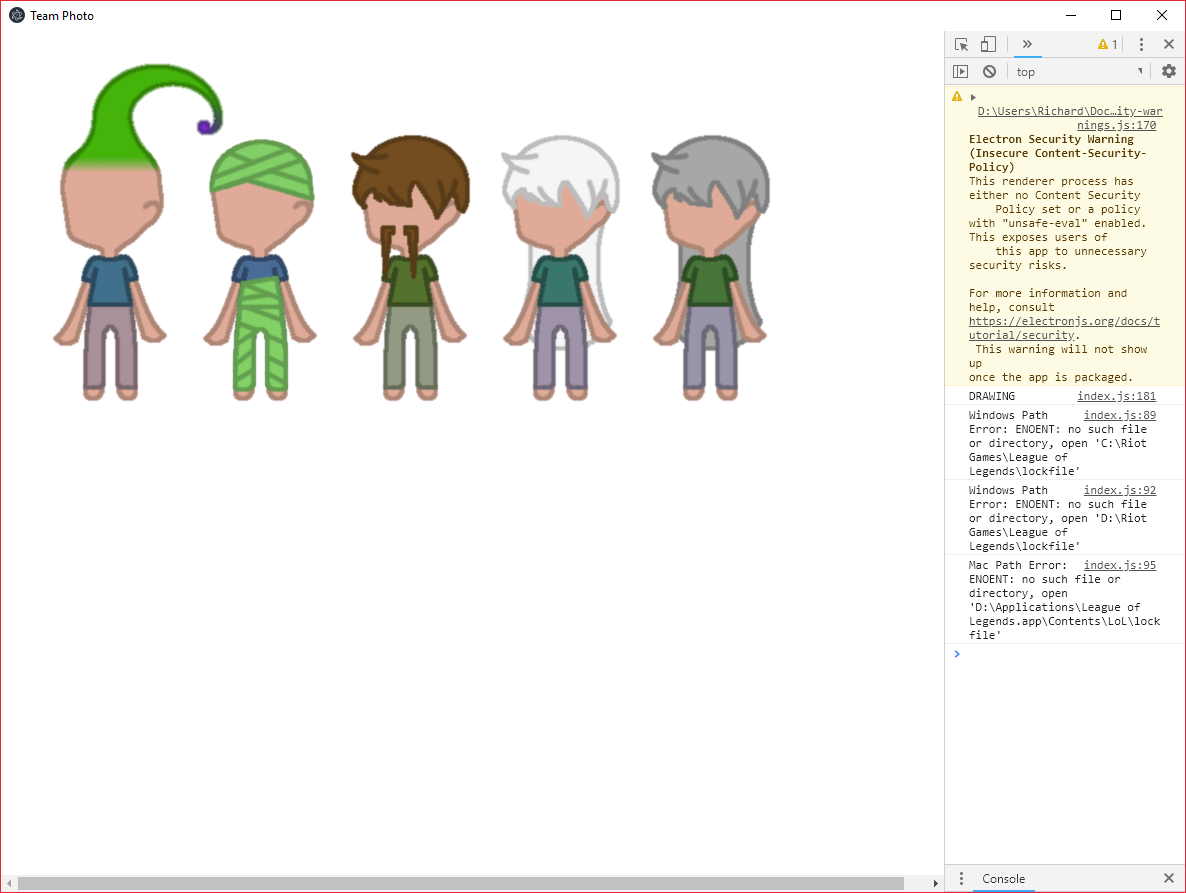 Team Photo
1
top
D:\Users\Richard\Doc…ity-war
nings.js:170
Electron Security Warning
(Insecure Content-Security-
Policy)
This renderer process has
either no Content Security
Policy set or a policy
with "unsafe-eval" enabled.
This exposes users of
this app to unnecessary
security risks.
For more information and
help, consult
https://electronjs.org/docs/t
utorial/security.
This warning will not show
up
once the app is packaged.
DRAWING index.js:181
Windows Path index.js:89
Error: ENOENT: no such file
or directory, open 'C:\Riot
Games\League of
Legends\lockfile'
Windows Path index.js:92
Error: ENOENT: no such file
or directory, open 'D:\Riot
Games\League of
Legends\lockfile'
Mac Path Error: index.js:95
ENOENT: no such file or
directory, open
'D:\Applications\League of
Legends.app\Contents\LoL\lock
file'
Console